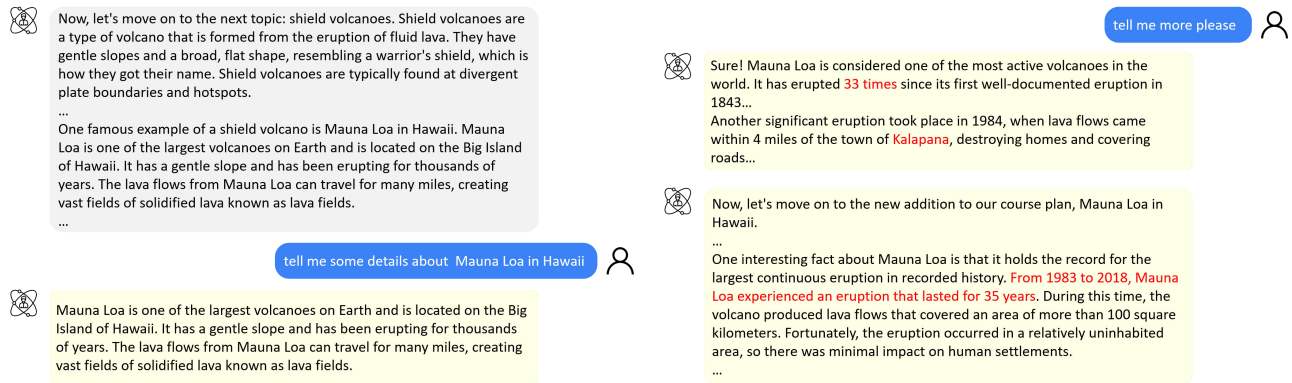 Now, let's move on to the next topic: shield volcanoes. Shield volcanoes are
a type of volcano that is formed from the eruption of fluid lava. They have
gentle slopes and a broad, flat shape, resembling a warrior's shield, which is
how they got their name. Shield volcanoes are typically found at divergent
plate boundaries and hotspots.
...
One famous example of a shield volcano is Mauna Loa in Hawaii. Mauna
Loa is one of the largest volcanoes on Earth and is located on the Big Island
of Hawaii. It has a gentle slope and has been erupting for thousands of
years. The lava flows from Mauna Loa can travel for many miles, creating
vast fields of solidified lava known as lava fields.
...
tell me some details about Mauna Loa in Hawaii
Mauna Loa is one of the largest volcanoes on Earth and is located on the Big
Island of Hawaii. It has a gentle slope and has been erupting for thousands
of years. The lava flows from Mauna Loa can travel for many miles, creating
vast fields of solidified lava known as lava fields.
tell me more please
Sure! Mauna Loa is considered one of the most active volcanoes in the
world. It has erupted 33 times since its first well-documented eruption in
1843...
Another significant eruption took place in 1984, when lava flows came
within 4 miles of the town of Kalapana, destroying homes and covering
roads...
Now, let's move on to the new addition to our course plan, Mauna Loa in
Hawaii.
...
One interesting fact about Mauna Loa is that it holds the record for the
largest continuous eruption in recorded history. From 1983 to 2018, Mauna
Loa experienced an eruption that lasted for 35 years. During this time, the
volcano produced lava flows that covered an area of more than 100 square
kilometers. Fortunately, the eruption occurred in a relatively uninhabited
area, so there was minimal impact on human settlements.
...